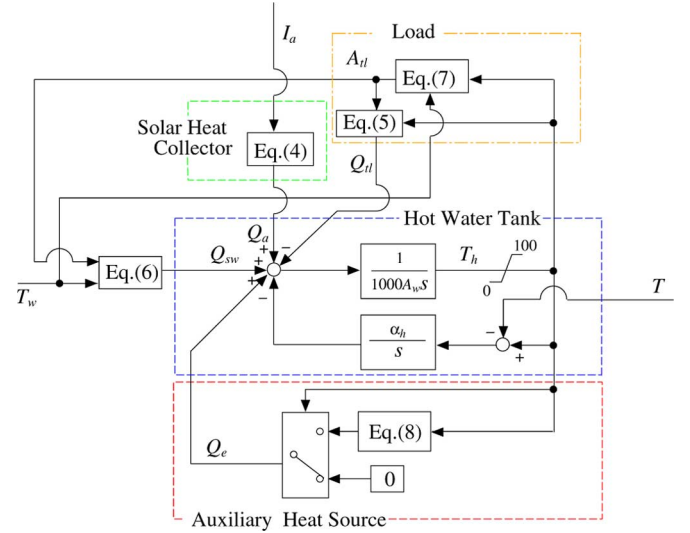 I_a
Load
A_tl
Eq.(7)
Solar Heat
Collector
Eq.(4)
Eq.(5)
Q_tl
Hot Water Tank
Q_a
+
−
+
Q_sw
+
−
Eq.(6)
T_w
1
1000A_w s
T_h
100
0
T
α_h
s
−
+
Q_e
Eq.(8)
0
Auxiliary Heat Source